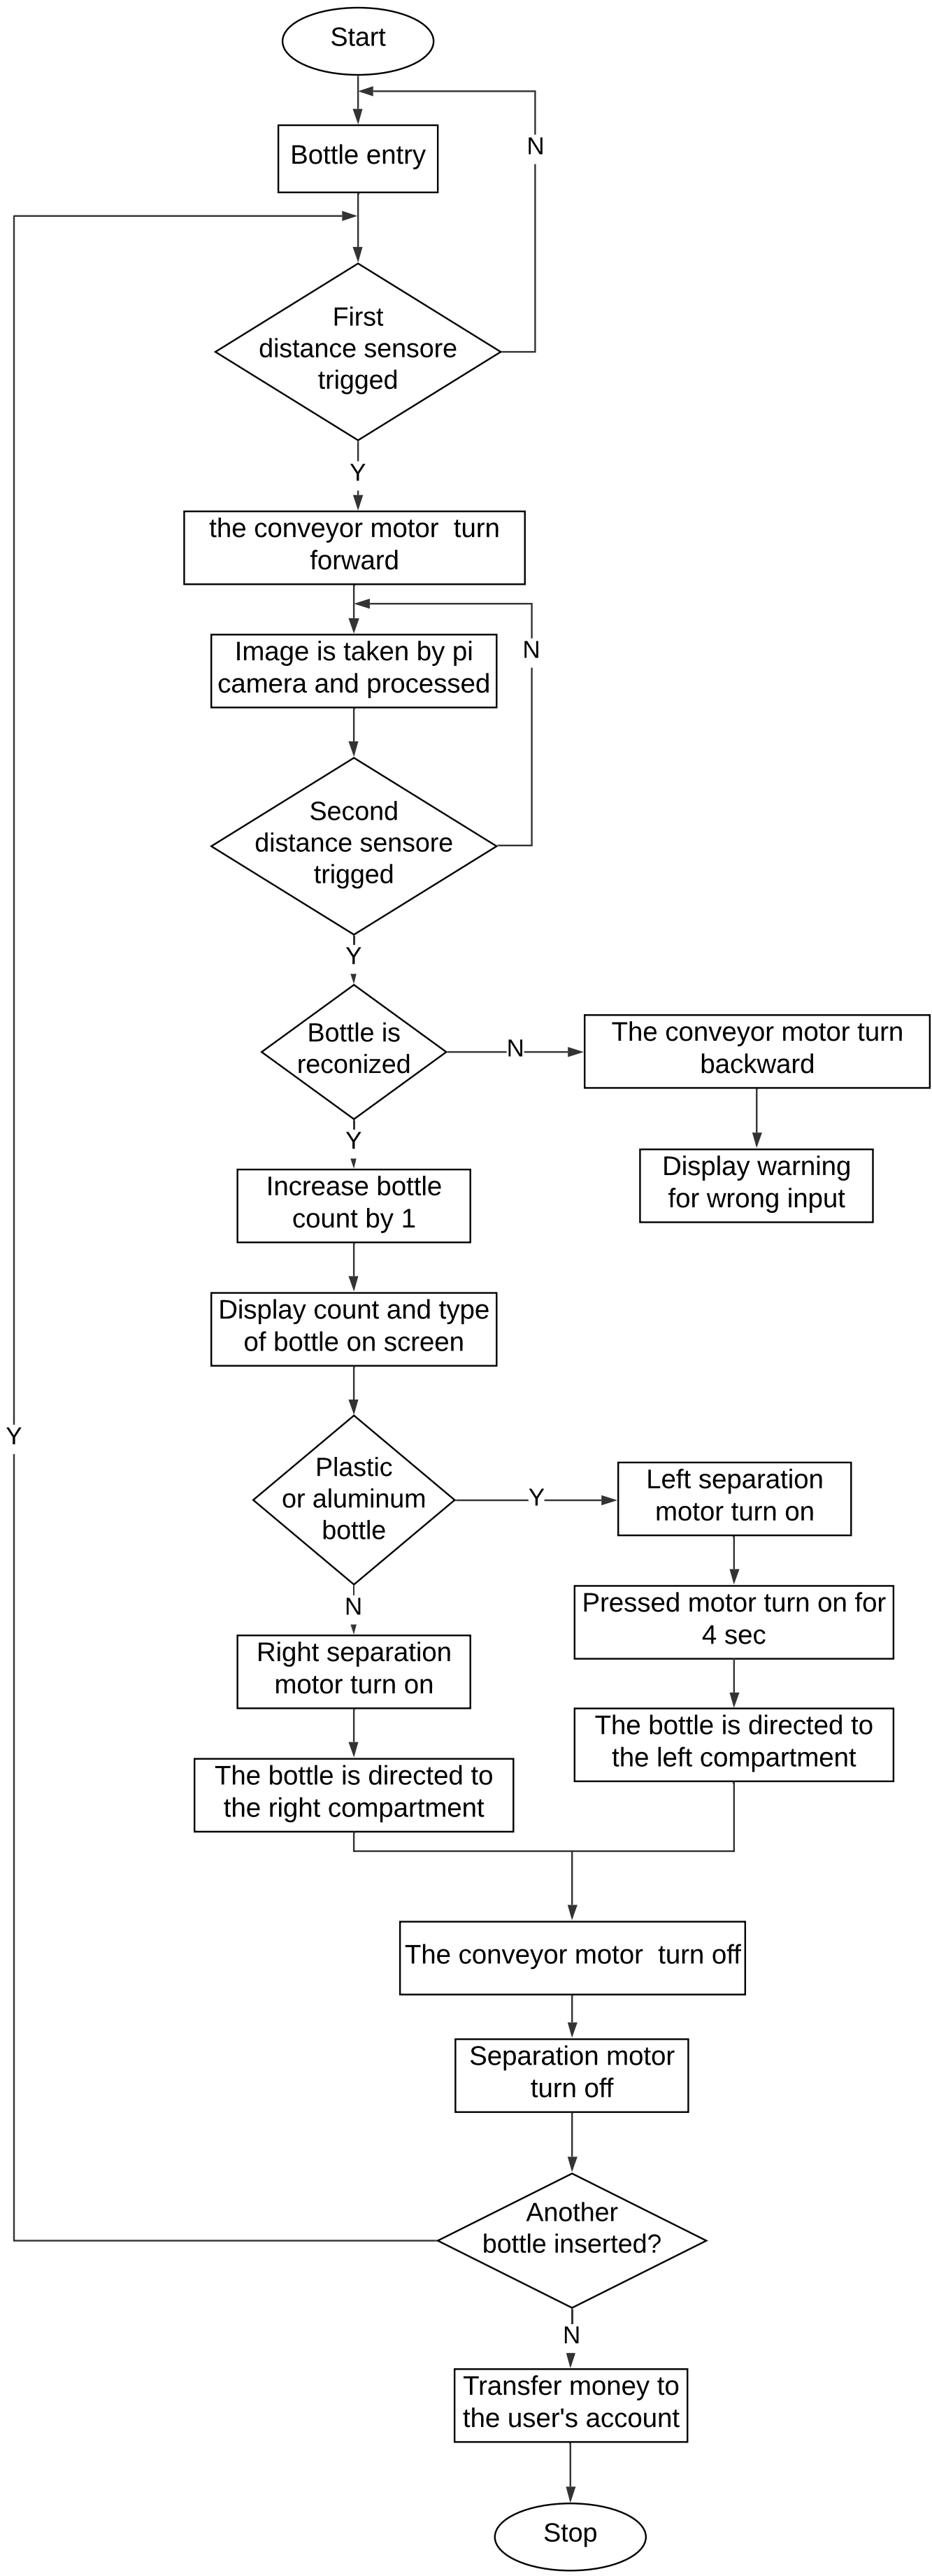 Start
N
Bottle entry
First
distance sensore
trigged
Y
the conveyor motor  turn
forward
Image is taken by pi
camera and processed
N
Second
distance sensore
trigged
Y
Bottle is
reconized
N
The conveyor motor turn
backward
Y
Display warning
for wrong input
Increase bottle
count by 1
Display count and type
of bottle on screen
Y
Plastic
or aluminum
bottle
Y
Left separation
motor turn on
N
Pressed motor turn on for
4 sec
Right separation
motor turn on
The bottle is directed to
the left compartment
The bottle is directed to
the right compartment
The conveyor motor  turn off
Separation motor
turn off
Another
bottle inserted?
N
Transfer money to
the user's account
Stop